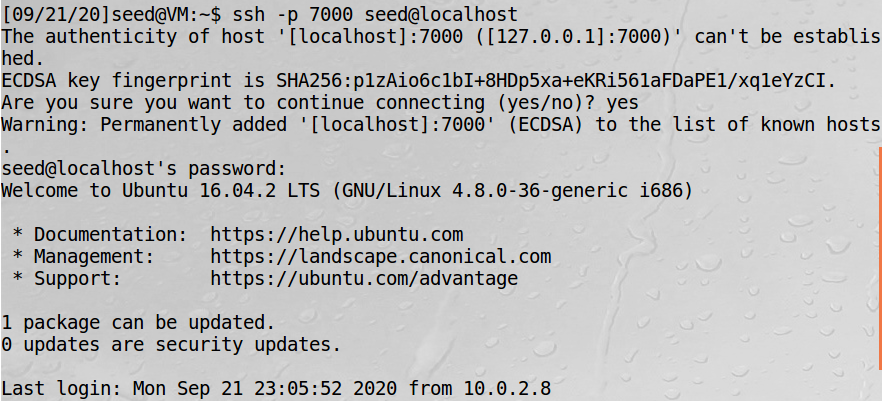 [09/21/20]seed@VM:~$ ssh -p 7000 seed@localhost
The authenticity of host '[localhost]:7000 ([127.0.0.1]:7000)' can't be establis
hed.
ECDSA key fingerprint is SHA256:p1zAio6c1bI+8HDp5xa+eKRi561aFDaPE1/xq1eYzCI.
Are you sure you want to continue connecting (yes/no)? yes
Warning: Permanently added '[localhost]:7000' (ECDSA) to the list of known hosts
.
seed@localhost's password:
Welcome to Ubuntu 16.04.2 LTS (GNU/Linux 4.8.0-36-generic i686)

 * Documentation:  https://help.ubuntu.com
 * Management:     https://landscape.canonical.com
 * Support:        https://ubuntu.com/advantage

1 package can be updated.
0 updates are security updates.

Last login: Mon Sep 21 23:05:52 2020 from 10.0.2.8